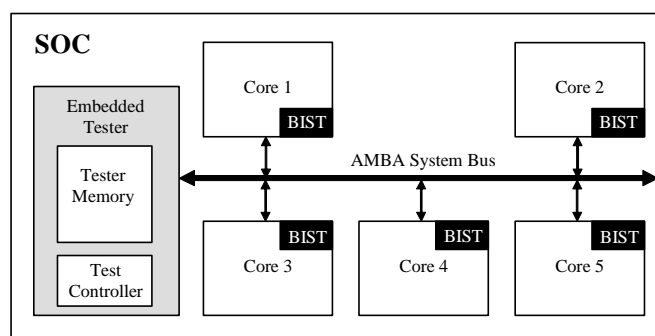 SOC
Embedded
Tester
Tester
Memory
Test
Controller
Core 1
BIST
Core 2
BIST
AMBA System Bus
BIST
Core 3
BIST
Core 4
BIST
Core 5